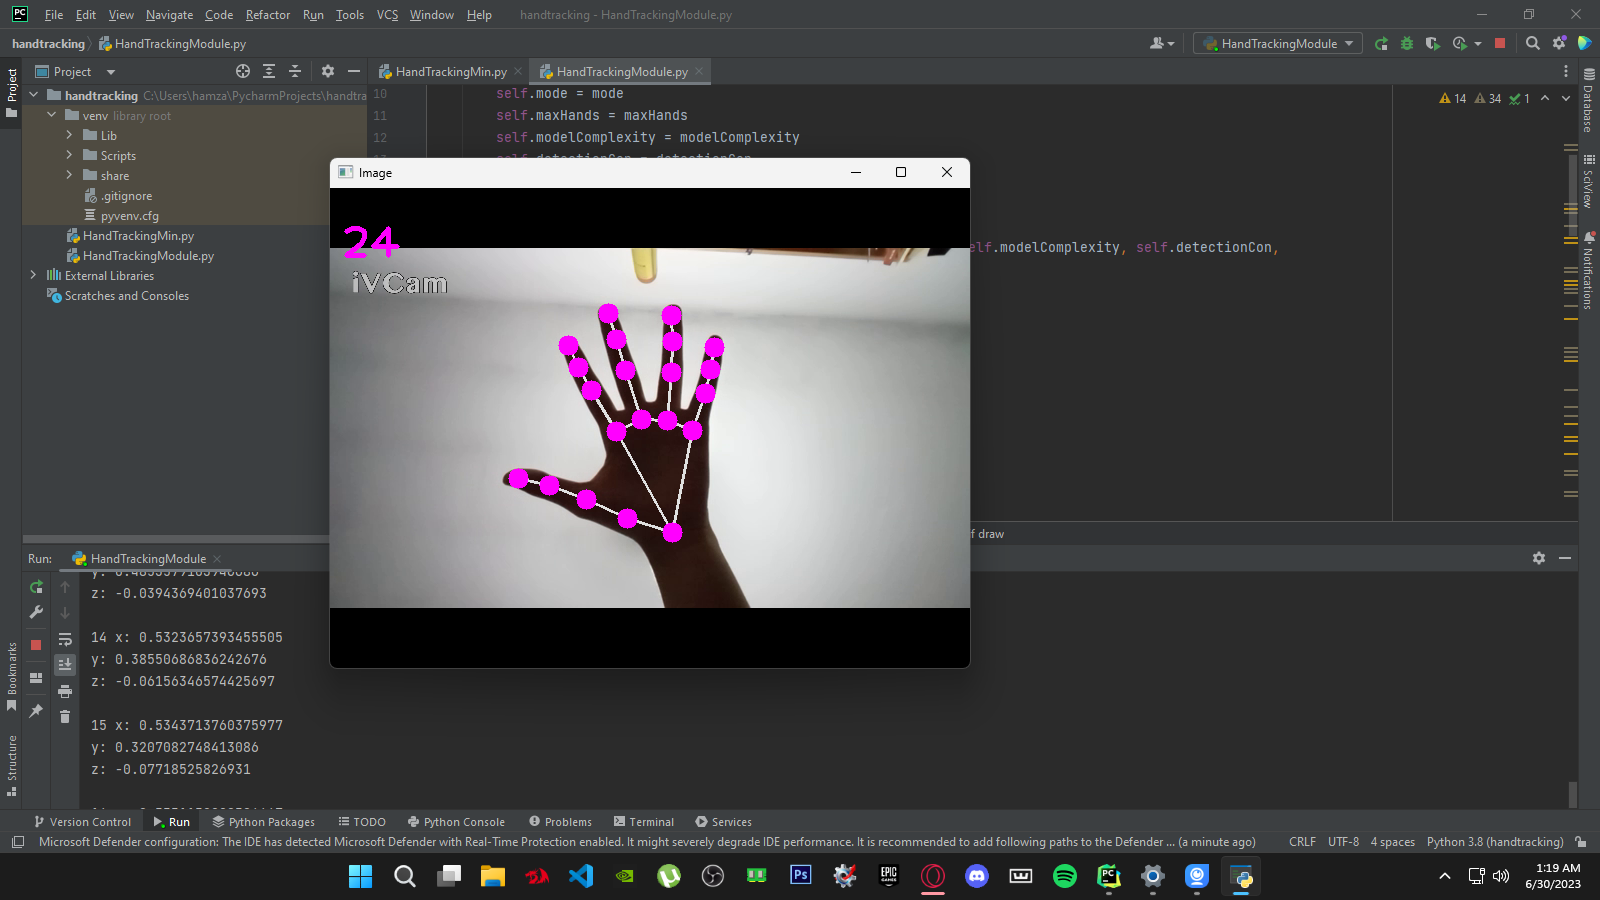 PC File Edit View Navigate Code Refactor Run Tools VCS Window Help handtracking - HandTrackingModule.py
handtracking HandTrackingModule.py HandTrackingModule
Project HandTrackingMin.py HandTrackingModule.py
Project
handtracking C:\Users\hamza\PycharmProjects\handtra
venv library root
Lib
Scripts
share
.gitignore
pyvenv.cfg
HandTrackingMin.py
HandTrackingModule.py
External Libraries
Scratches and Consoles
10 self.mode = mode
11 self.maxHands = maxHands
12 self.modelComplexity = modelComplexity
14 34 1
elf.modelComplexity, self.detectionCon,
f draw
Database
SciView
Notifications
Image
24
iVCam
Run: HandTrackingModule
z: -0.0394369401037693
14 x: 0.5323657393455505
y: 0.38550686836242676
z: -0.06156346574425697
15 x: 0.5343713760375977
y: 0.3207082748413086
z: -0.07718525826931
Bookmarks
Structure
Version Control Run Python Packages TODO Python Console Problems Terminal Services
Microsoft Defender configuration: The IDE has detected Microsoft Defender with Real-Time Protection enabled. It might severely degrade IDE performance. It is recommended to add following paths to the Defender ... (a minute ago) CRLF UTF-8 4 spaces Python 3.8 (handtracking)
Ps EPIC GAMES PC
1:19 AM
6/30/2023